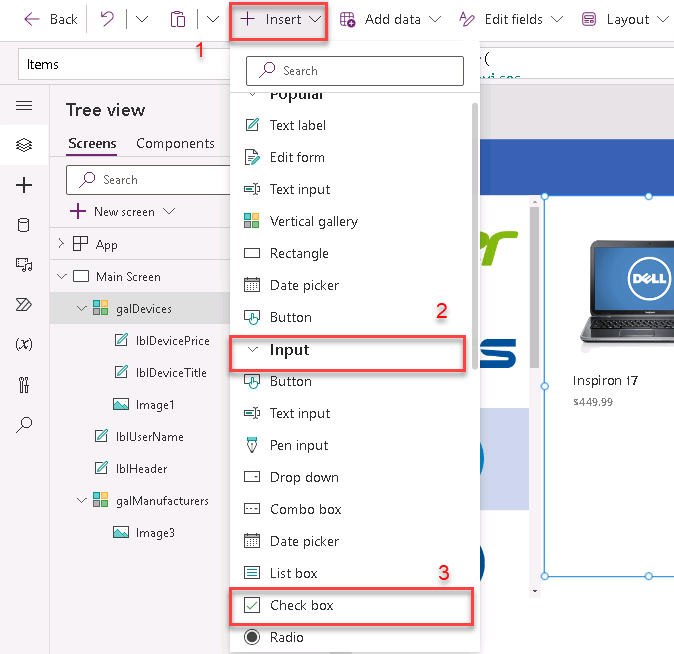 Back
Insert
Add data
Edit fields
Layout
1
Items
(
Search
Popular
Tree view
Text label
Screens
Components
Edit form
Search
Text input
New screen
Vertical gallery
App
Rectangle
Main Screen
Date picker
DELL
galDevices
Button
2
lblDevicePrice
Input
lblDeviceTitle
Button
Inspiron 17
$449.99
Image1
Text input
lblUserName
Pen input
lblHeader
Drop down
galManufacturers
Combo box
Image3
Date picker
List box
3
Check box
Radio
(x)